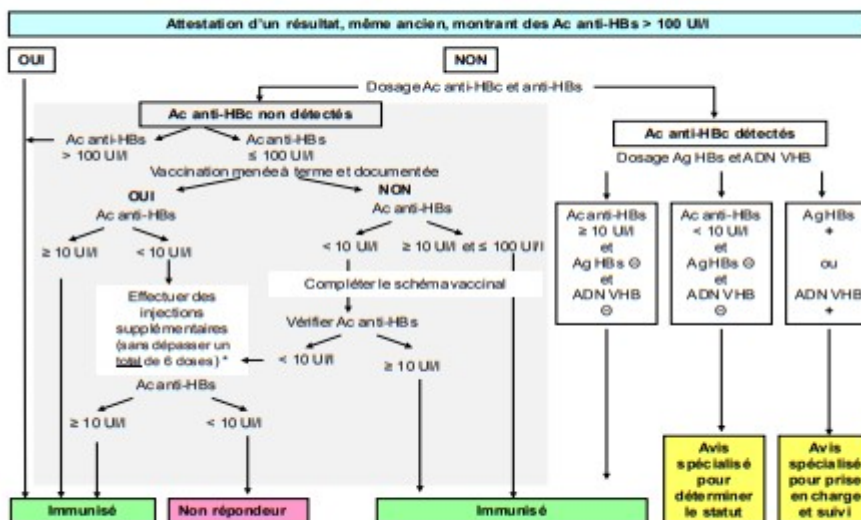 Attestation d'un résultat, même ancien, montrant des Ac anti-HBs > 100 UI/l
OUI
NON
Dosage Ac anti-HBc et anti-HBs
Ac anti-HBc non détectés
Ac anti-HBs
> 100 UI/l
Ac anti-HBs
≤ 100 UI/l
Ac anti-HBc détectés
Dosage Ag HBs et ADN VHB
Vaccination menée à terme et documentée
OUI
Ac anti-HBs
NON
Ac anti-HBs
≥ 10 UI/l
< 10 UI/l
< 10 UI/l
≥ 10 UI/l et ≤ 100 UI/l
Ac anti-HBs
≥ 10 UI/l
et
Ag HBs ⊖
et
ADN VHB
⊖
Ac anti-HBs
< 10 UI/l
et
Ag HBs ⊖
et
ADN VHB
⊖
Ag HBs
+
ou
ADN VHB
+
Effectuer des
injections
supplémentaires
(sans dépasser un
total de 6 doses) *
Compléter le schéma vaccinal
Vérifier Ac anti-HBs
< 10 UI/l
≥ 10 UI/l
Ac anti-HBs
≥ 10 UI/l
< 10 UI/l
Immunisé
Non répondeur
Immunisé
Avis
spécialisé
pour
déterminer
le statut
Avis
spécialisé
pour prise
en charge
et suivi